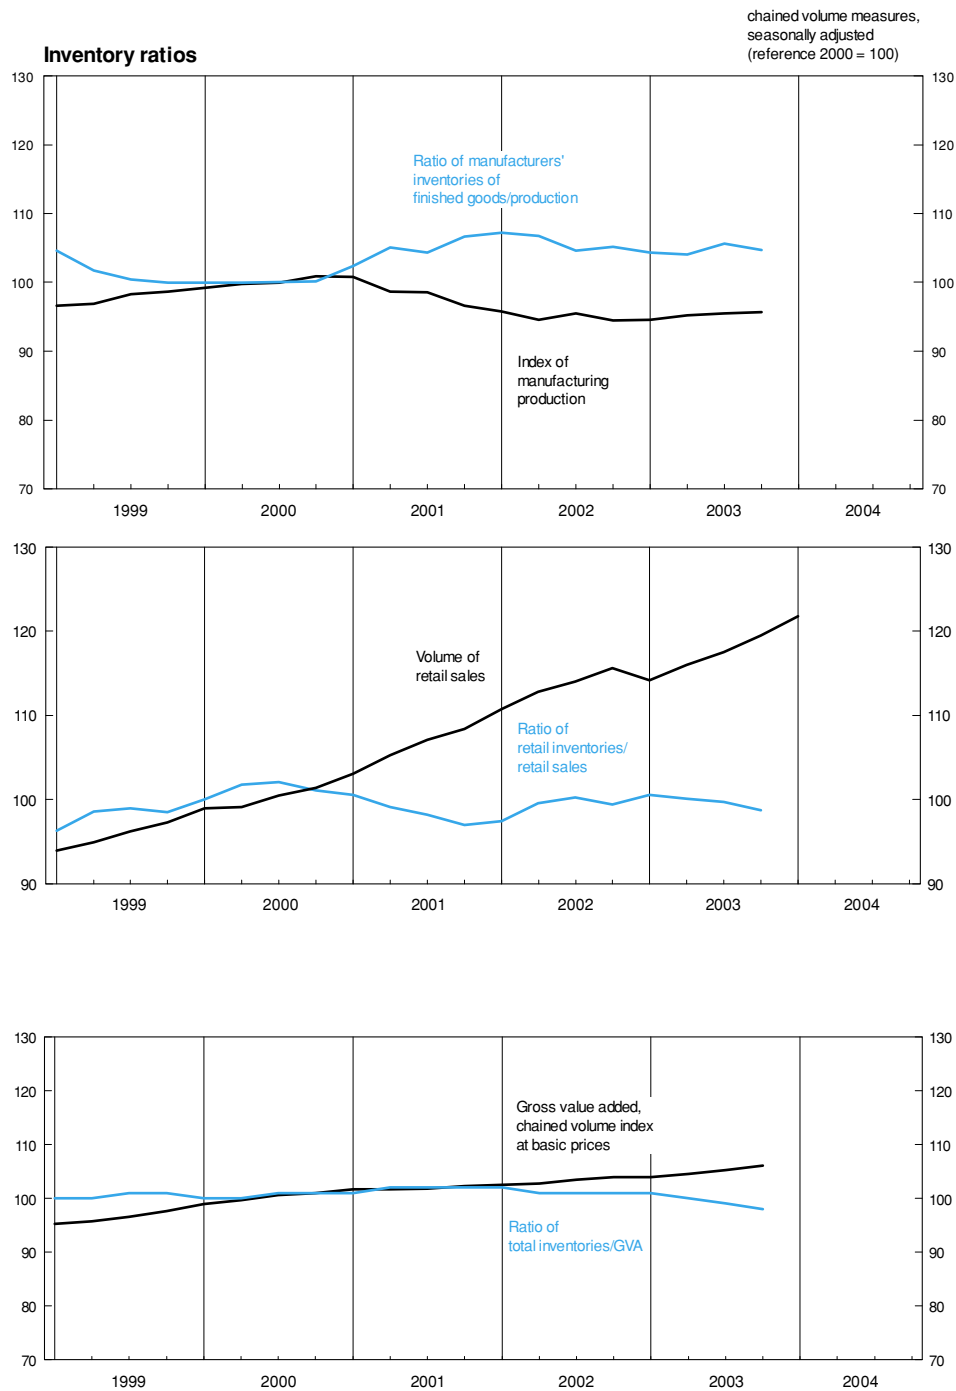 chained volume measures,
seasonally adjusted
(reference 2000 = 100)
Inventory ratios
130 130
120 120
Ratio of manufacturers'
inventories of
finished goods/production
110 110
100 100
90 90
Index of
manufacturing
production
80 80
70 70
1999 2000 2001 2002 2003 2004
130 130
120 120
Volume of
retail sales
110 110
Ratio of
retail inventories/
retail sales
100 100
90 90
1999 2000 2001 2002 2003 2004
130 130
120 120
Gross value added,
chained volume index
at basic prices
110 110
100 100
Ratio of
total inventories/GVA
90 90
80 80
70 70
1999 2000 2001 2002 2003 2004